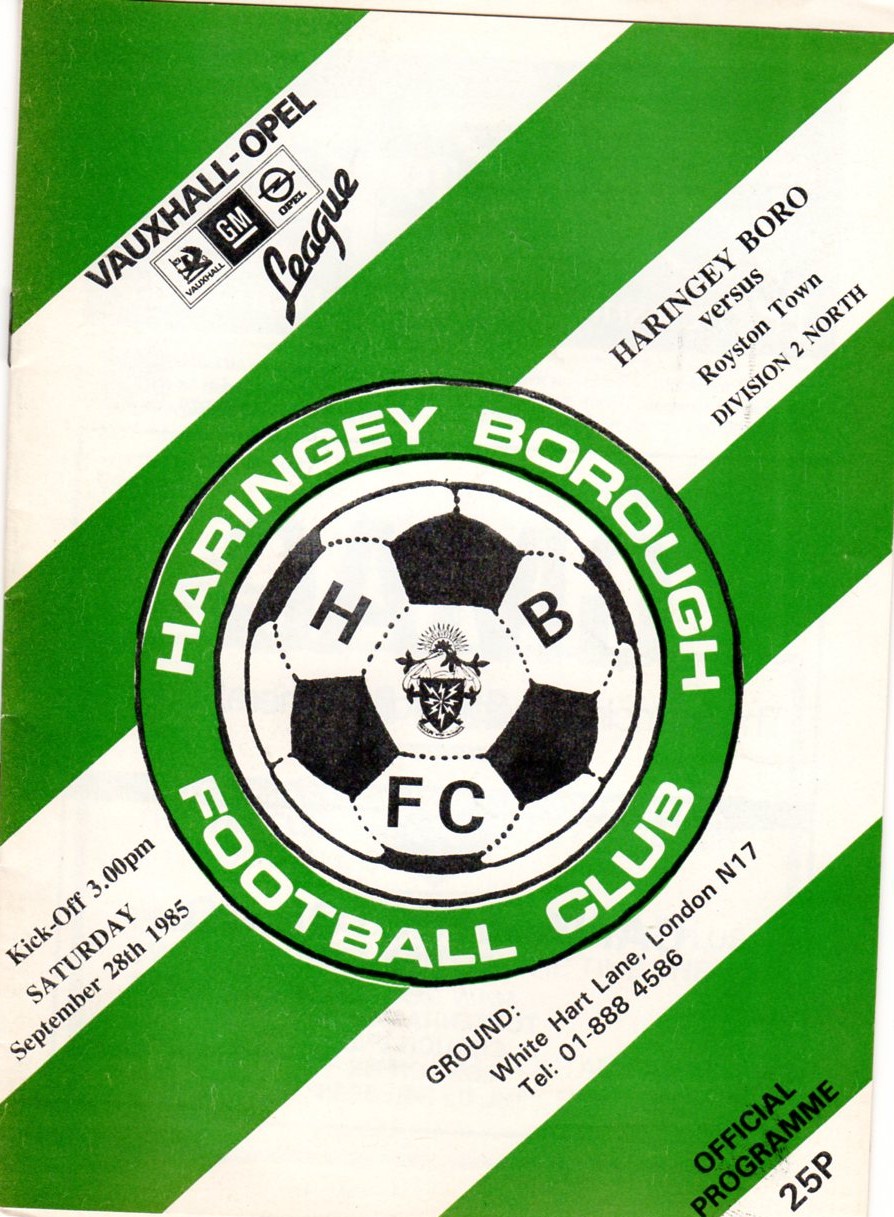 VAUXHALL-OPEL
VAUXHALL
GM
OPEL
League
HARINGEY BORO
versus
Royston Town
DIVISION 2 NORTH
HARINGEY BOROUGH
H B
FC
FOOTBALL CLUB
Kick-Off 3.00pm
SATURDAY
September 28th 1985
GROUND:
White Hart Lane, London N17
Tel: 01-888 4586
OFFICIAL
PROGRAMME
25P